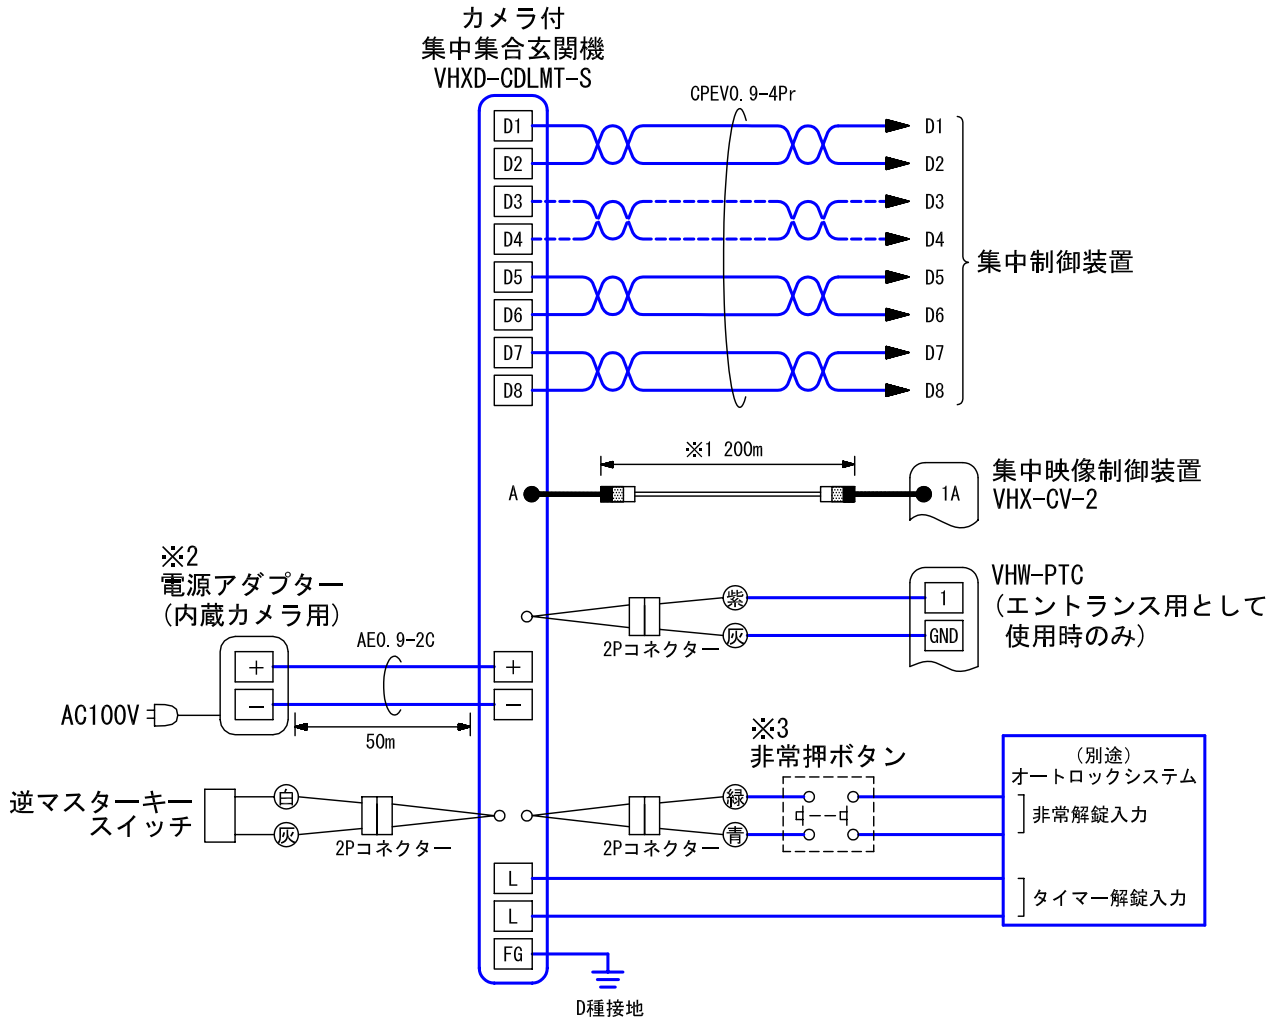 カメラ付
集中集合玄関機
VHXD-CDLMT-S
CPEV0.9-4Pr
D1
D1
D2
D2
D3
D3
D4
D4
D5
D5
D6
D6
D7
D7
D8
D8
集中制御装置
※1 200m
A
1A
集中映像制御装置
VHX-CV-2
※2
電源アダプター
(内蔵カメラ用)
AE0.9-2C
+
+
−
−
AC100V
50m
紫
灰
2Pコネクター
1
GND
VHW-PTC
(エントランス用として
使用時のみ)
逆マスターキー
スイッチ
白
灰
2Pコネクター
※3
非常押ボタン
緑
青
2Pコネクター
(別途)
オートロックシステム
非常解錠入力
タイマー解錠入力
L
L
FG
D種接地